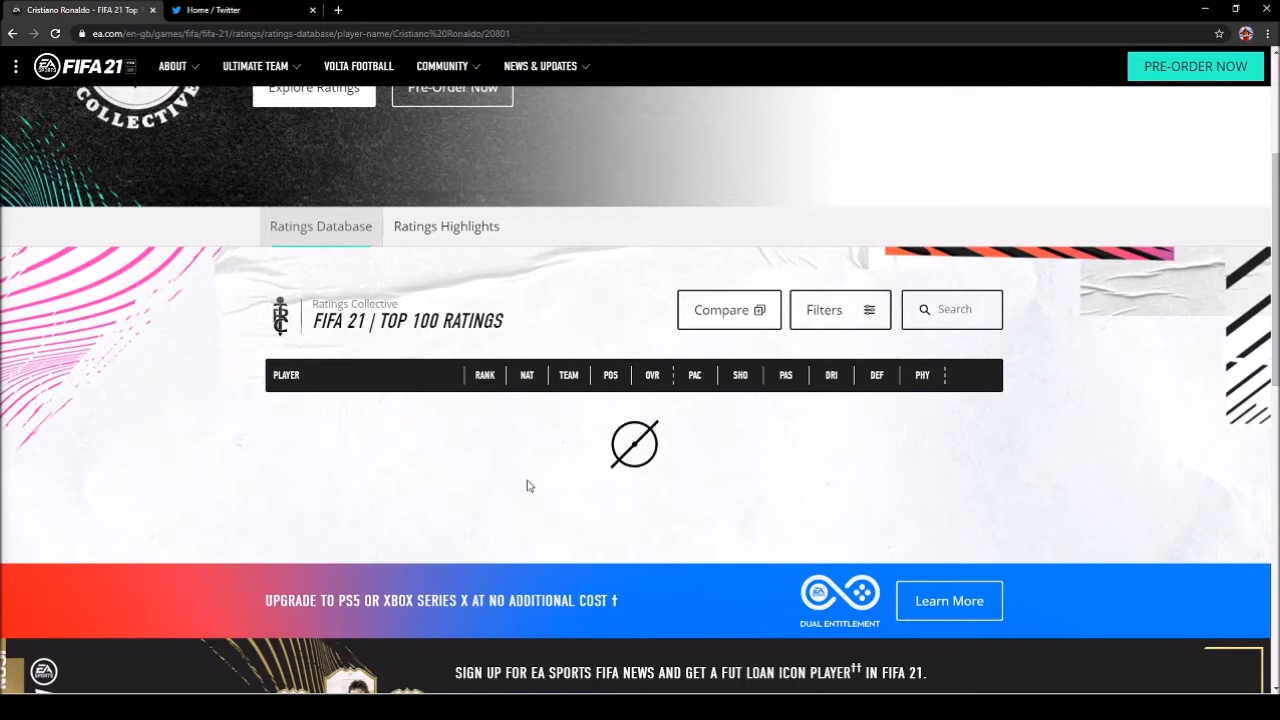 Cristiano Ronaldo - FIFA 21 Top 1
Home / Twitter
ea.com/en-gb/games/fifa/fifa-21/ratings/ratings-database/player-name/Cristiano%20Ronaldo/20801
EA SPORTS FIFA 21 ABOUT ULTIMATE TEAM VOLTA FOOTBALL COMMUNITY NEWS & UPDATES PRE-ORDER NOW
COLLECTIVE
Explore Ratings Pre-Order Now
Ratings Database Ratings Highlights
Ratings Collective
FIFA 21 | TOP 100 RATINGS
Compare Filters Search
PLAYER RANK NAT TEAM POS OVR PAC SHO PAS DRI DEF PHY
UPGRADE TO PS5 OR XBOX SERIES X AT NO ADDITIONAL COST †
DUAL ENTITLEMENT
Learn More
SIGN UP FOR EA SPORTS FIFA NEWS AND GET A FUT LOAN ICON PLAYER†† IN FIFA 21.